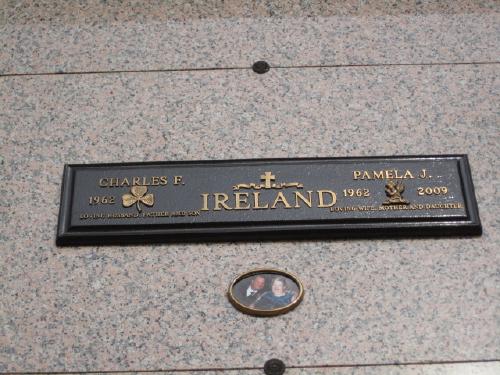 CHARLES F.
1962
LOVING HUSBAND, FATHER AND SON
IRELAND
PAMELA J.
1962 2009
LOVING WIFE, MOTHER AND DAUGHTER